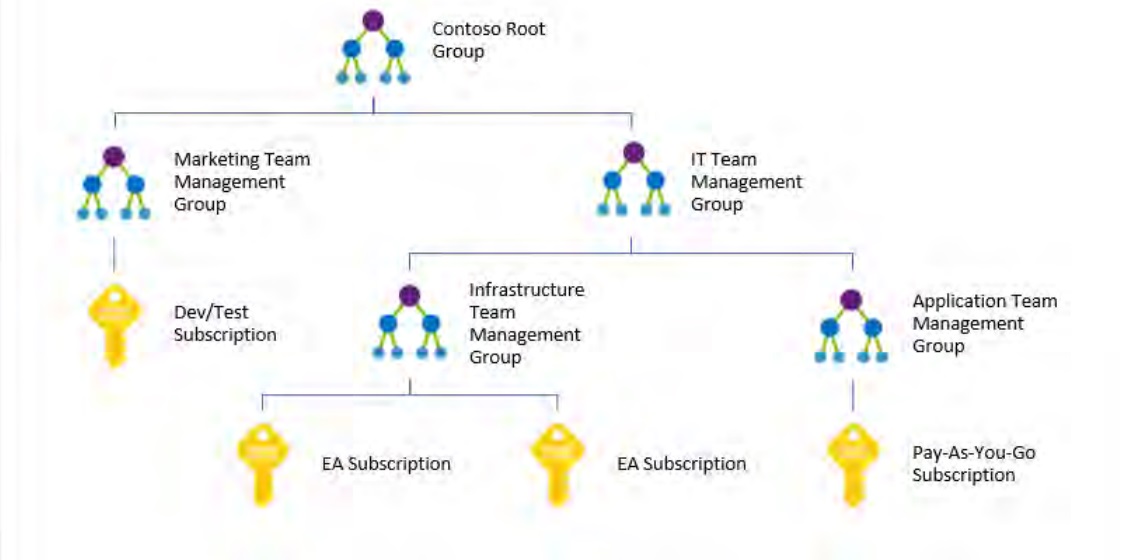 Contoso Root
Group
Marketing Team
Management
Group
IT Team
Management
Group
Dev/Test
Subscription
Infrastructure
Team
Management
Group
Application Team
Management
Group
EA Subscription
EA Subscription
Pay-As-You-Go
Subscription